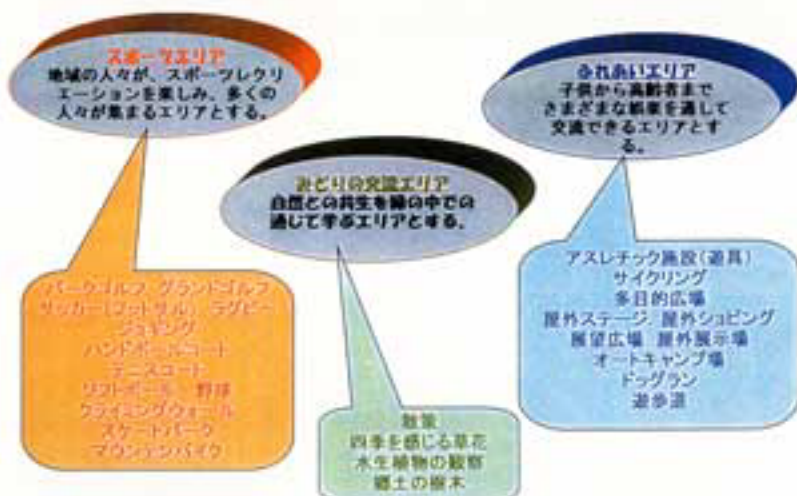 スポーツエリア
地域の人々が、スポーツレクリ
エーションを楽しみ、多くの
人々が集まるエリアとする。
ふれあいエリア
子供から高齢者まで
さまざまな娯楽を通して
交流できるエリアとす
る。
みどりの交流エリア
自然との共生を緑の中での
通じて学ぶエリアとする。
パークゴルフ グランドゴルフ
サッカー(フットサル) ラグビー
ジョギング
ハンドボールコート
テニスコート
ソフトボール 野球
クライミングウォール
スケートパーク
マウンテンバイク
アスレチック施設(遊具)
サイクリング
多目的広場
屋外ステージ 屋外ショッピング
展望広場 屋外展示場
オートキャンプ場
ドッグラン
遊歩道
散策
四季を感じる草花
水生植物の観察
郷土の樹木